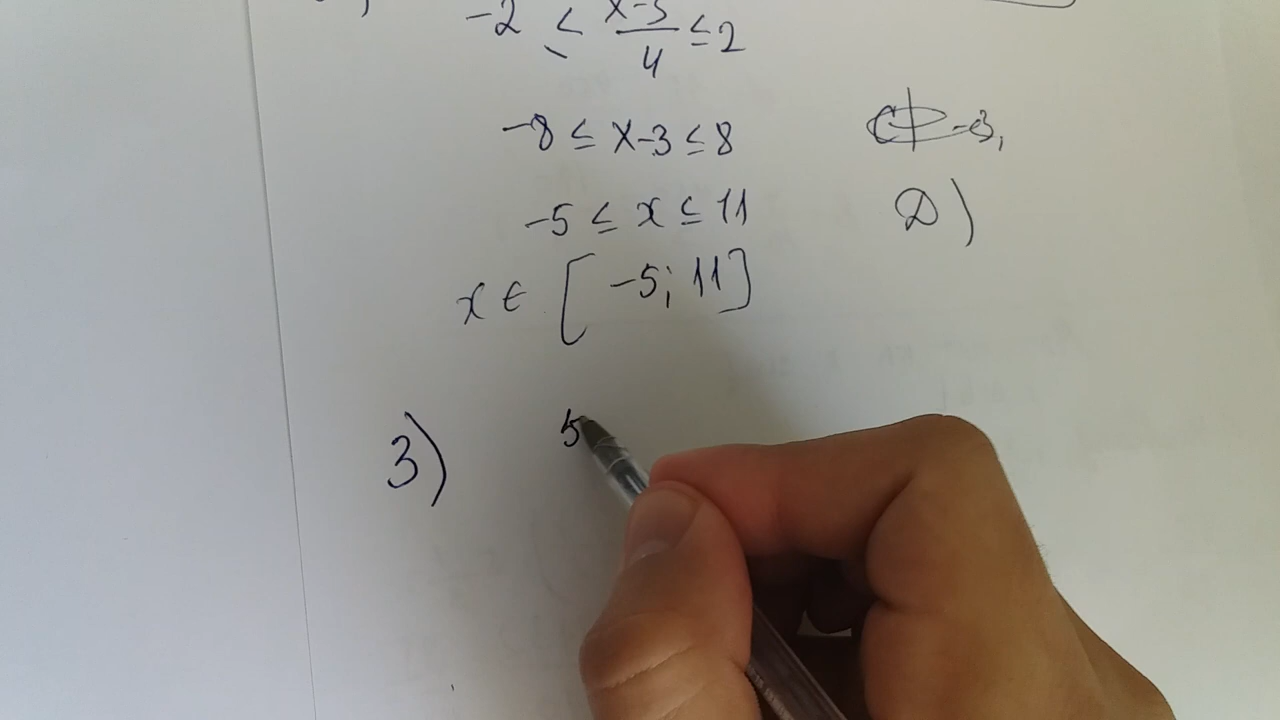 -2 ≤ x-3/4 ≤ 2
-8 ≤ x-3 ≤ 8
-5 ≤ x ≤ 11
D)
x ∈ [-5; 11]
3) 5